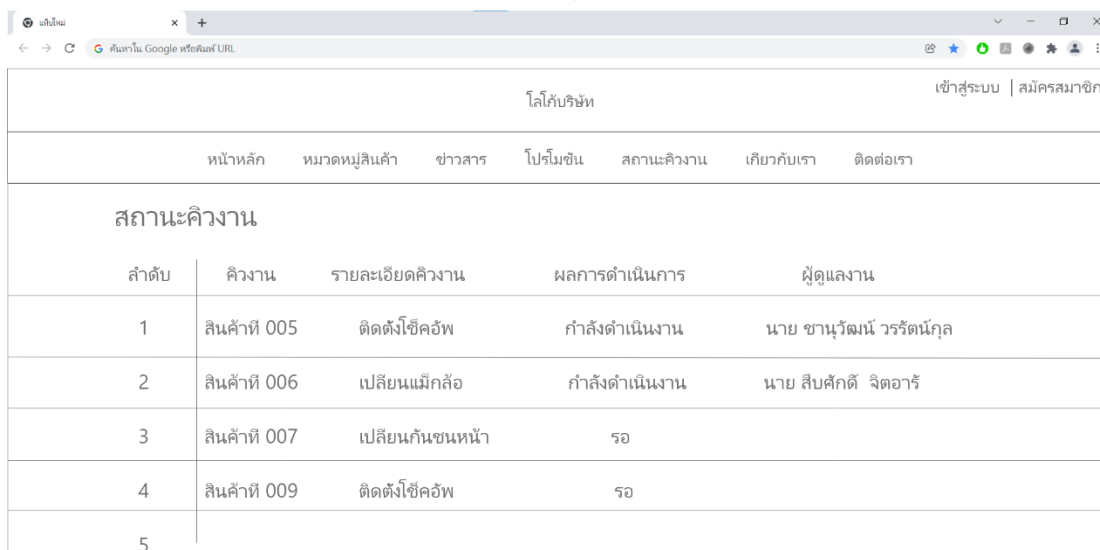 แท็บใหม่
ค้นหาใน Google หรือพิมพ์ URL
เข้าสู่ระบบ | สมัครสมาชิก
โลโก้บริษัท
หน้าหลัก หมวดหมู่สินค้า ข่าวสาร โปรโมชัน สถานะคิวงาน เกี่ยวกับเรา ติดต่อเรา
สถานะคิวงาน
ลำดับ คิวงาน รายละเอียดคิวงาน ผลการดำเนินการ ผู้ดูแลงาน
1 สินค้าที่ 005 ติดตั้งโช็คอัพ กำลังดำเนินงาน นาย ชานุวัฒน์ วรรัตน์กุล
2 สินค้าที่ 006 เปลี่ยนแม็กล้อ กำลังดำเนินงาน นาย สืบศักดิ์ จิตอารี
3 สินค้าที่ 007 เปลี่ยนกันชนหน้า รอ
4 สินค้าที่ 009 ติดตั้งโช็คอัพ รอ
5